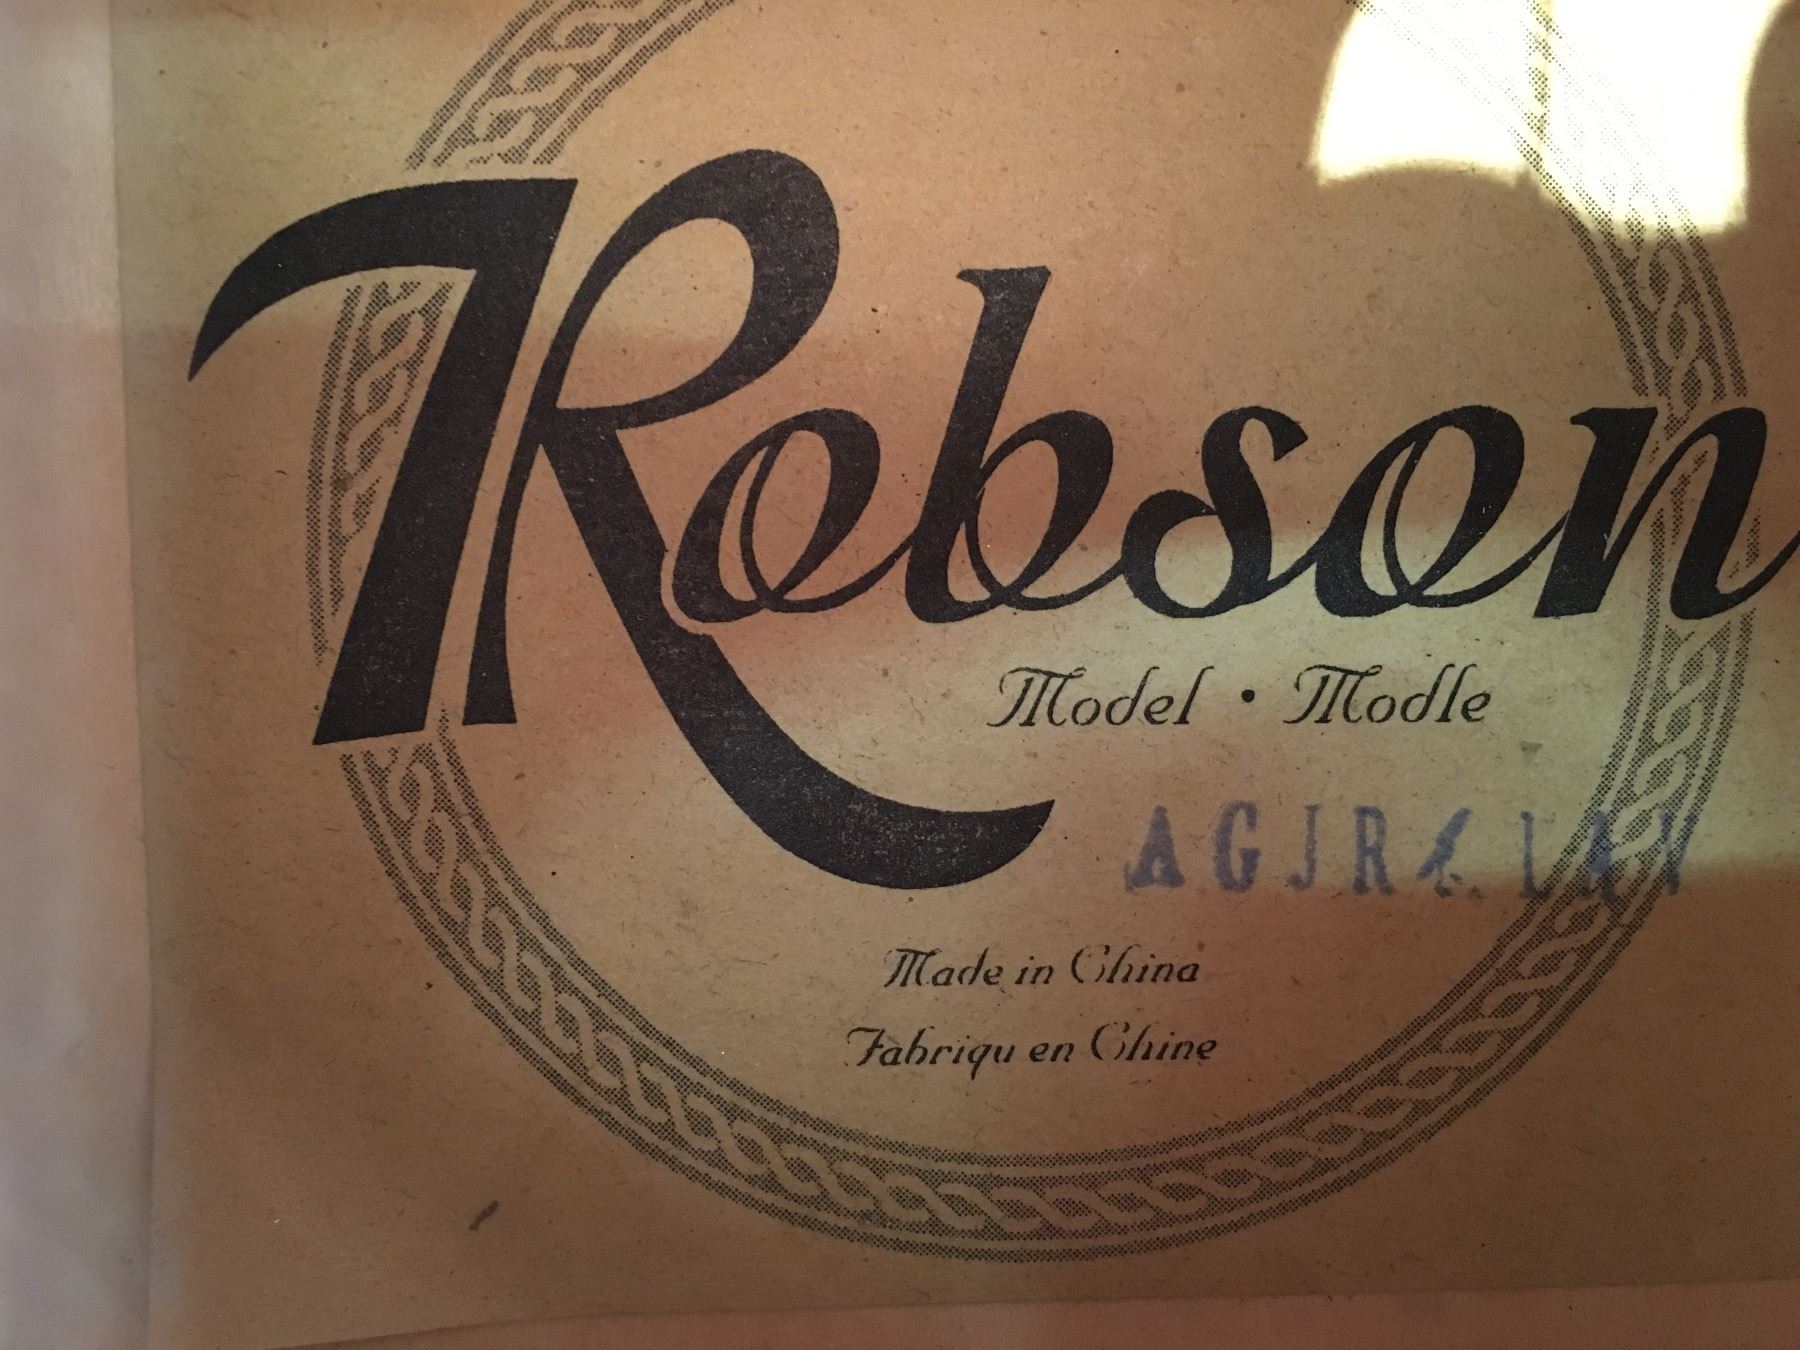 Robson
Model · Modle
Made in China
Fabriqu en Chine